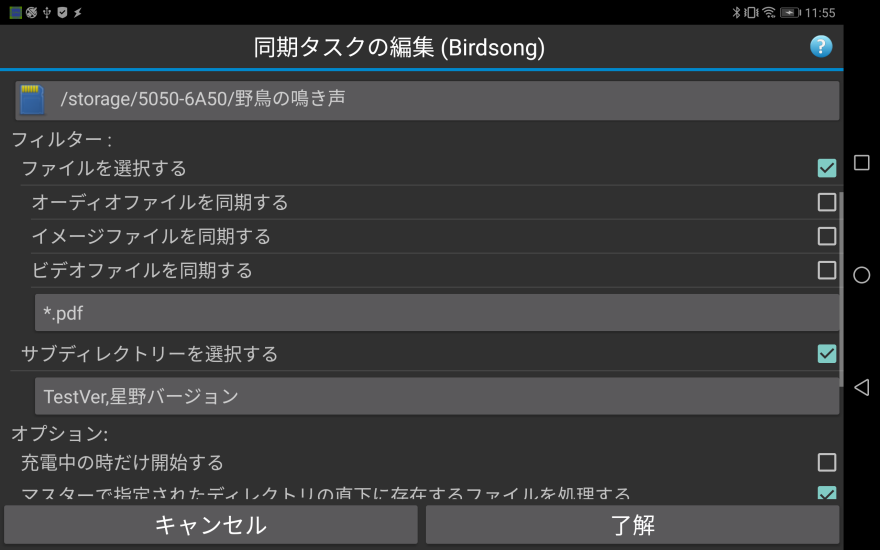 11:55
同期タスクの編集 (Birdsong)
?
/storage/5050-6A50/野鳥の鳴き声
フィルター :
ファイルを選択する
オーディオファイルを同期する
イメージファイルを同期する
ビデオファイルを同期する
*.pdf
サブディレクトリーを選択する
TestVer,星野バージョン
オプション:
充電中の時だけ開始する
マスターで指定されたディレクトリの直下に存在するファイルを処理する
キャンセル
了解